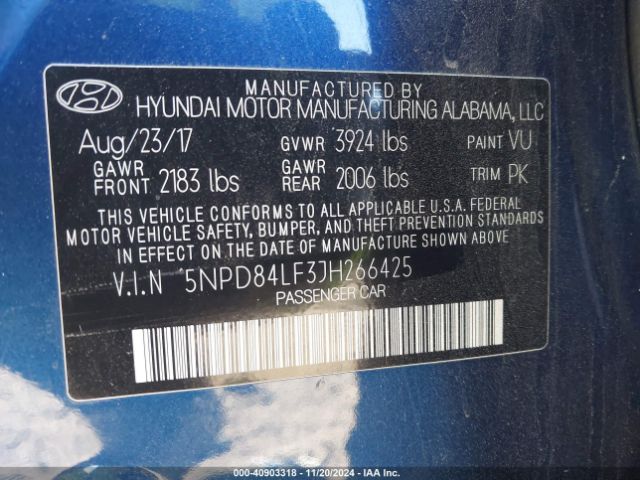 MANUFACTURED BY
HYUNDAI MOTOR MANUFACTURING ALABAMA, LLC
Aug/23/17 GVWR 3924 lbs PAINT VU
GAWR FRONT 2183 lbs GAWR REAR 2006 lbs TRIM PK
THIS VEHICLE CONFORMS TO ALL APPLICABLE U.S.A. FEDERAL
MOTOR VEHICLE SAFETY, BUMPER, AND THEFT PREVENTION STANDARDS
IN EFFECT ON THE DATE OF MANUFACTURE SHOWN ABOVE.
V.I.N 5NPD84LF3JH266425
PASSENGER CAR
000-40903318 - 11/20/2024 - IAA Inc.